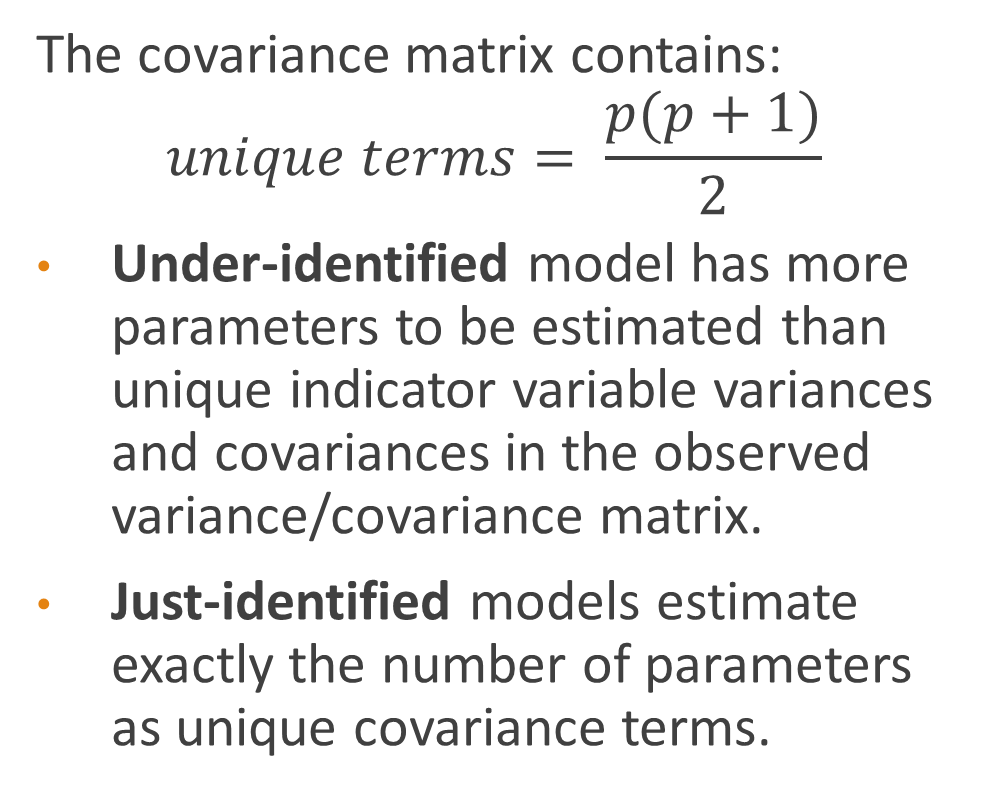 The covariance matrix contains:
unique terms = p(p + 1) / 2
• Under-identified model has more
parameters to be estimated than
unique indicator variable variances
and covariances in the observed
variance/covariance matrix.
• Just-identified models estimate
exactly the number of parameters
as unique covariance terms.